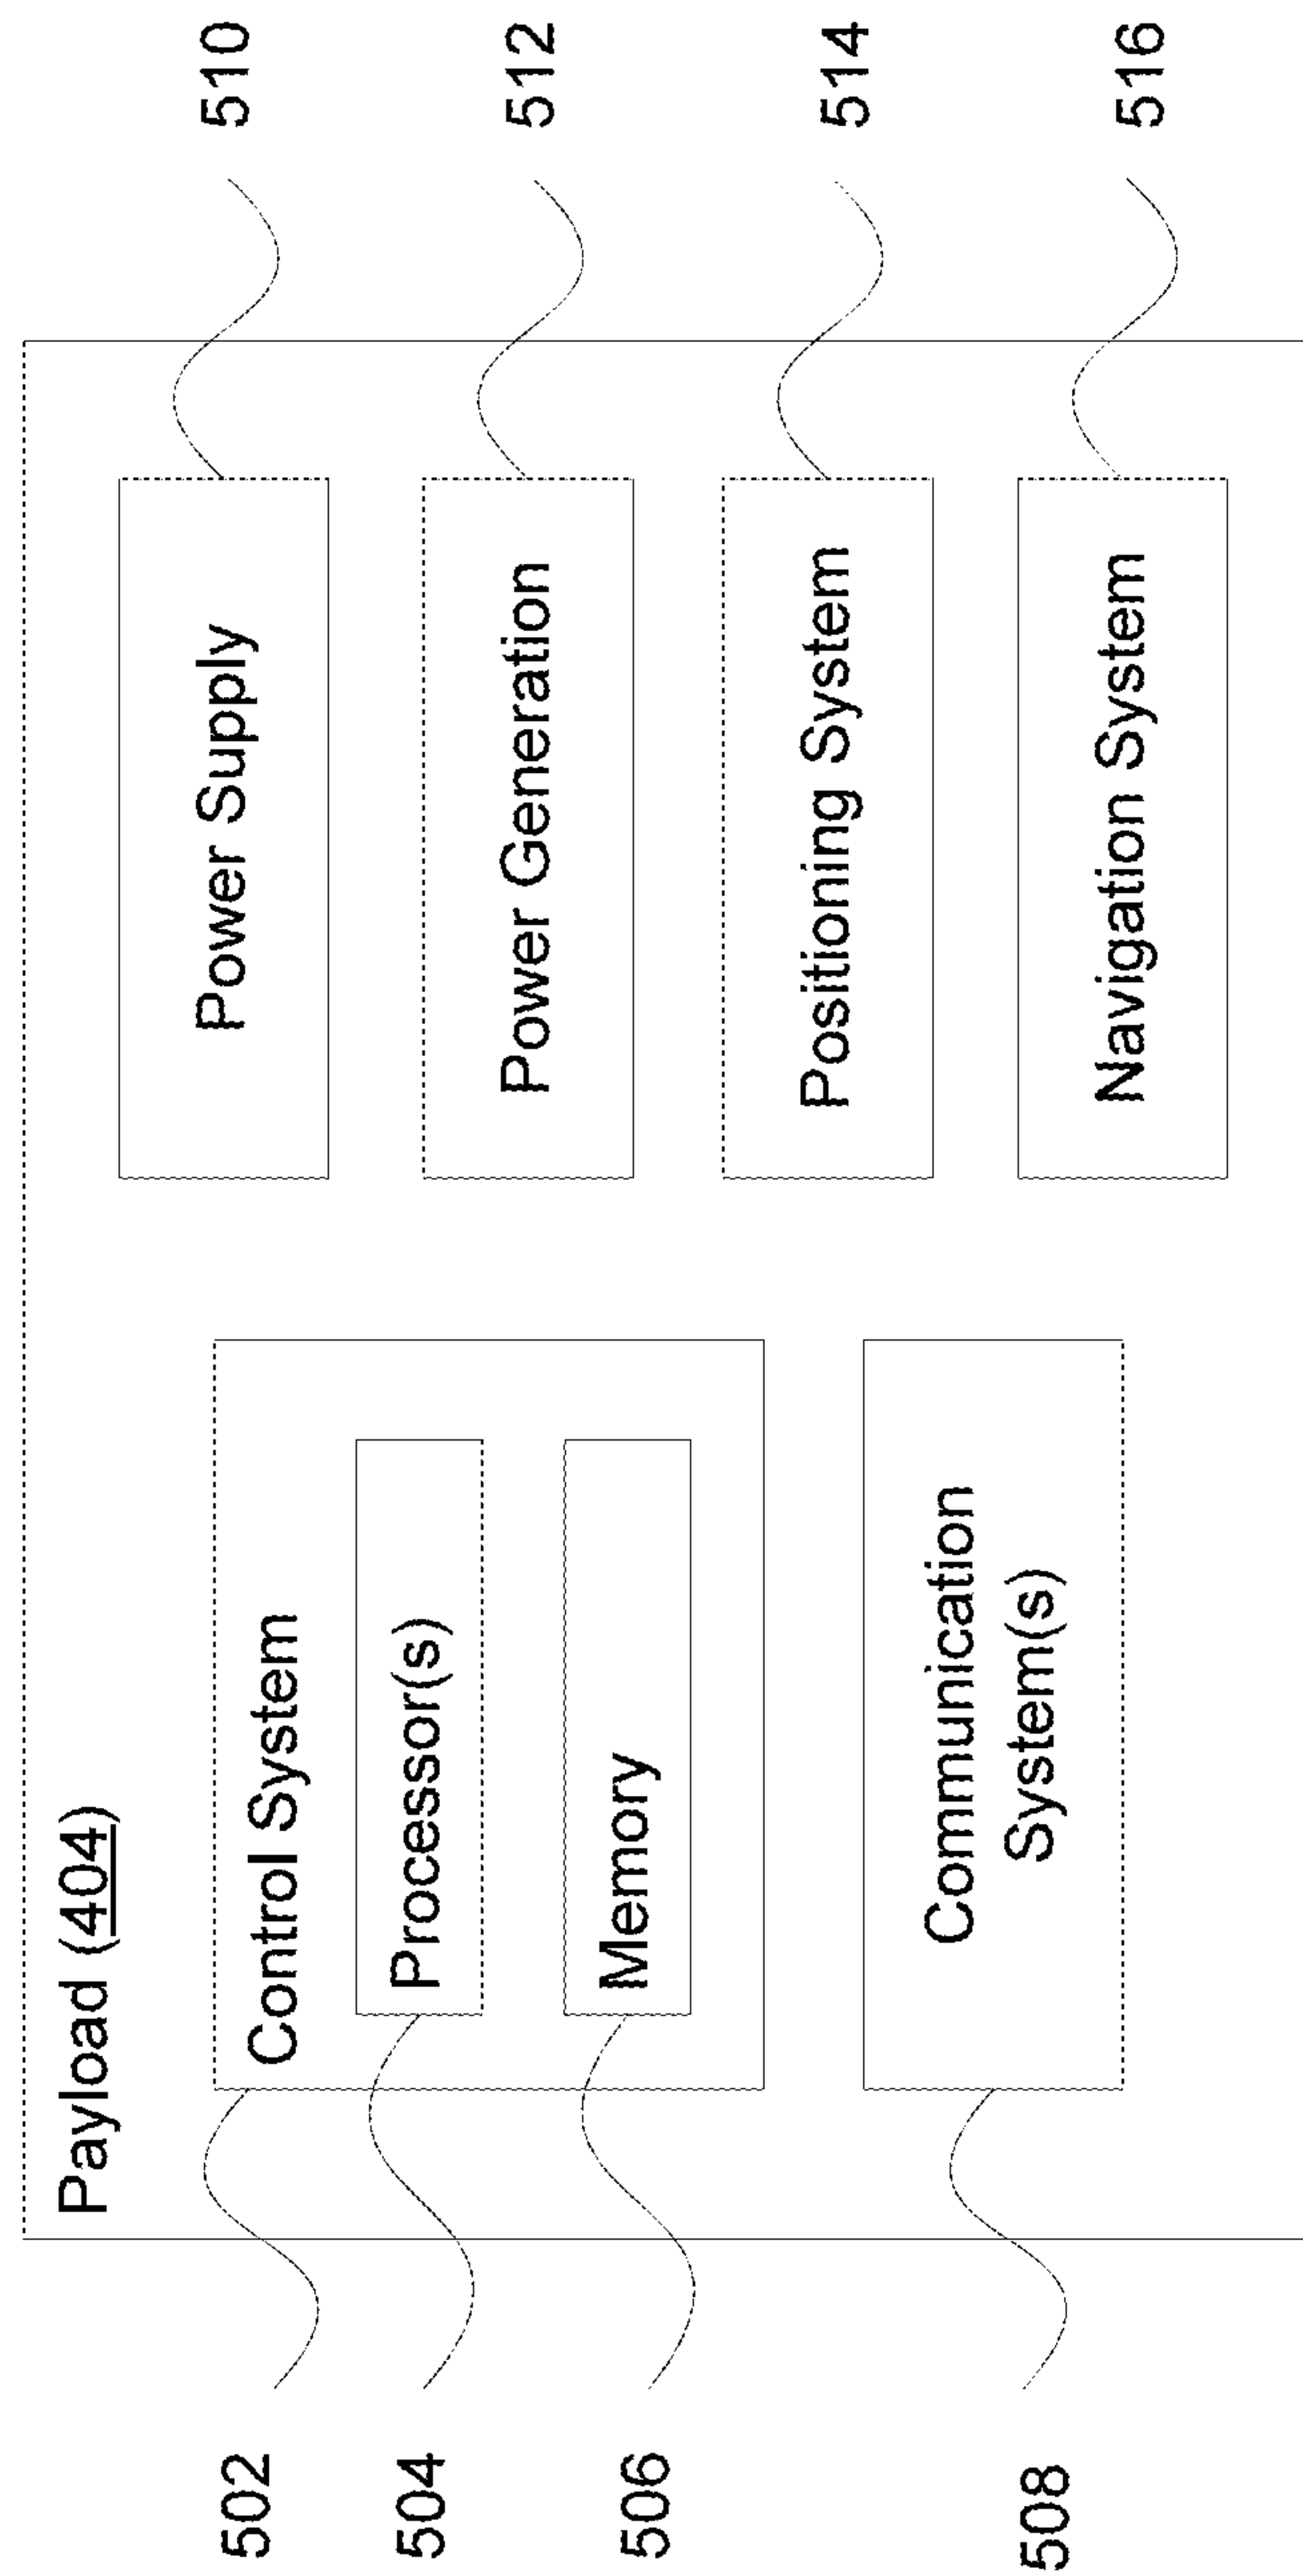 Payload (404)
502
Control System
504
Processor(s)
506
Memory
508
Communication
System(s)
Power Supply
510
Power Generation
512
Positioning System
514
Navigation System
516